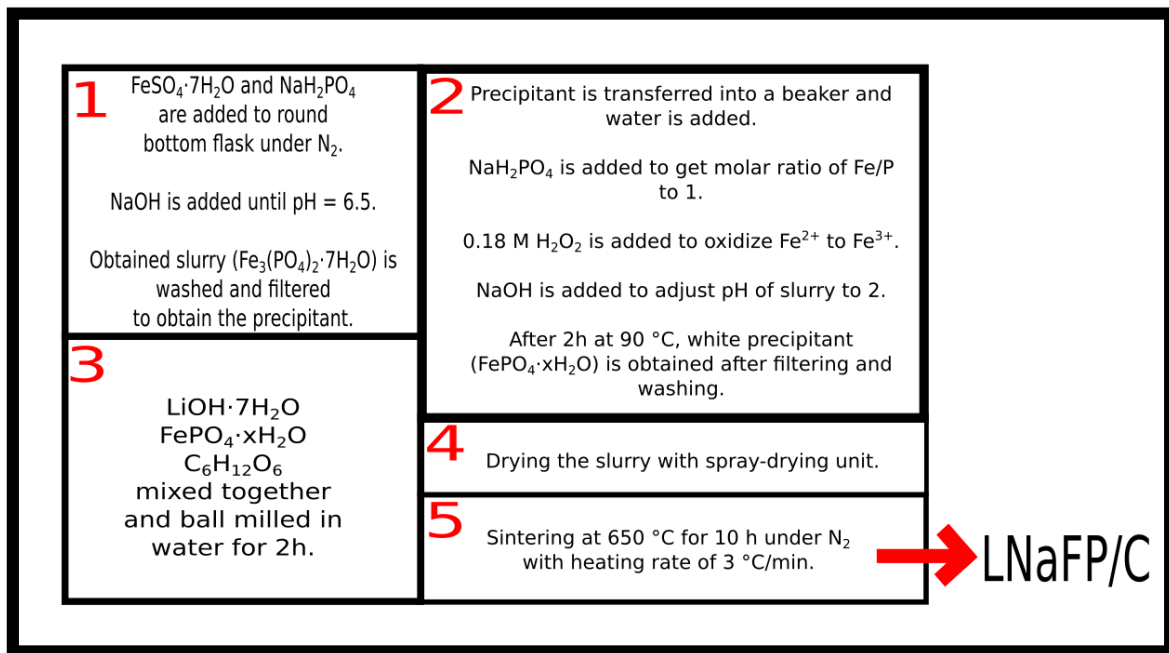 1
FeSO₄·7H₂O and NaH₂PO₄
are added to round
bottom flask under N₂.
NaOH is added until pH = 6.5.
Obtained slurry (Fe₃(PO₄)₂·7H₂O) is
washed and filtered
to obtain the precipitant.
2
Precipitant is transferred into a beaker and
water is added.
NaH₂PO₄ is added to get molar ratio of Fe/P
to 1.
0.18 M H₂O₂ is added to oxidize Fe²⁺ to Fe³⁺.
NaOH is added to adjust pH of slurry to 2.
After 2h at 90 °C, white precipitant
(FePO₄·xH₂O) is obtained after filtering and
washing.
3
LiOH·7H₂O
FePO₄·xH₂O
C₆H₁₂O₆
mixed together
and ball milled in
water for 2h.
4
Drying the slurry with spray-drying unit.
5
Sintering at 650 °C for 10 h under N₂
with heating rate of 3 °C/min.
LNaFP/C